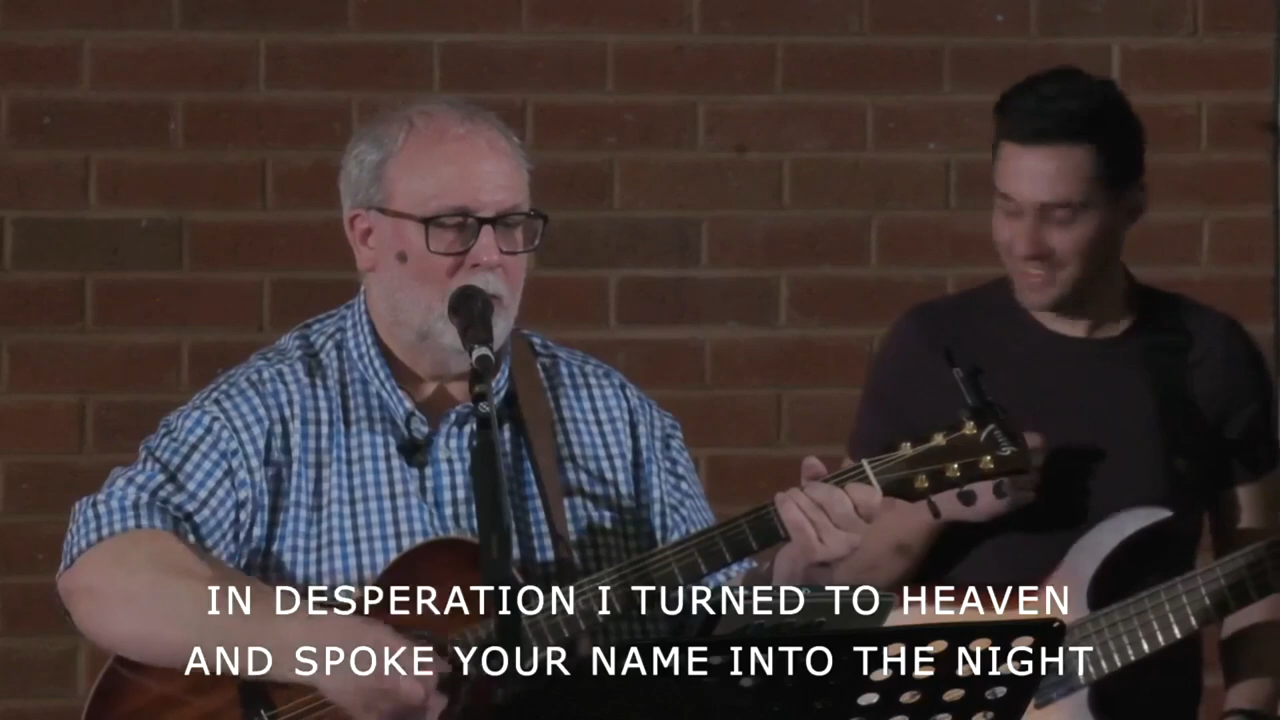 IN DESPERATION I TURNED TO HEAVEN
AND SPOKE YOUR NAME INTO THE NIGHT